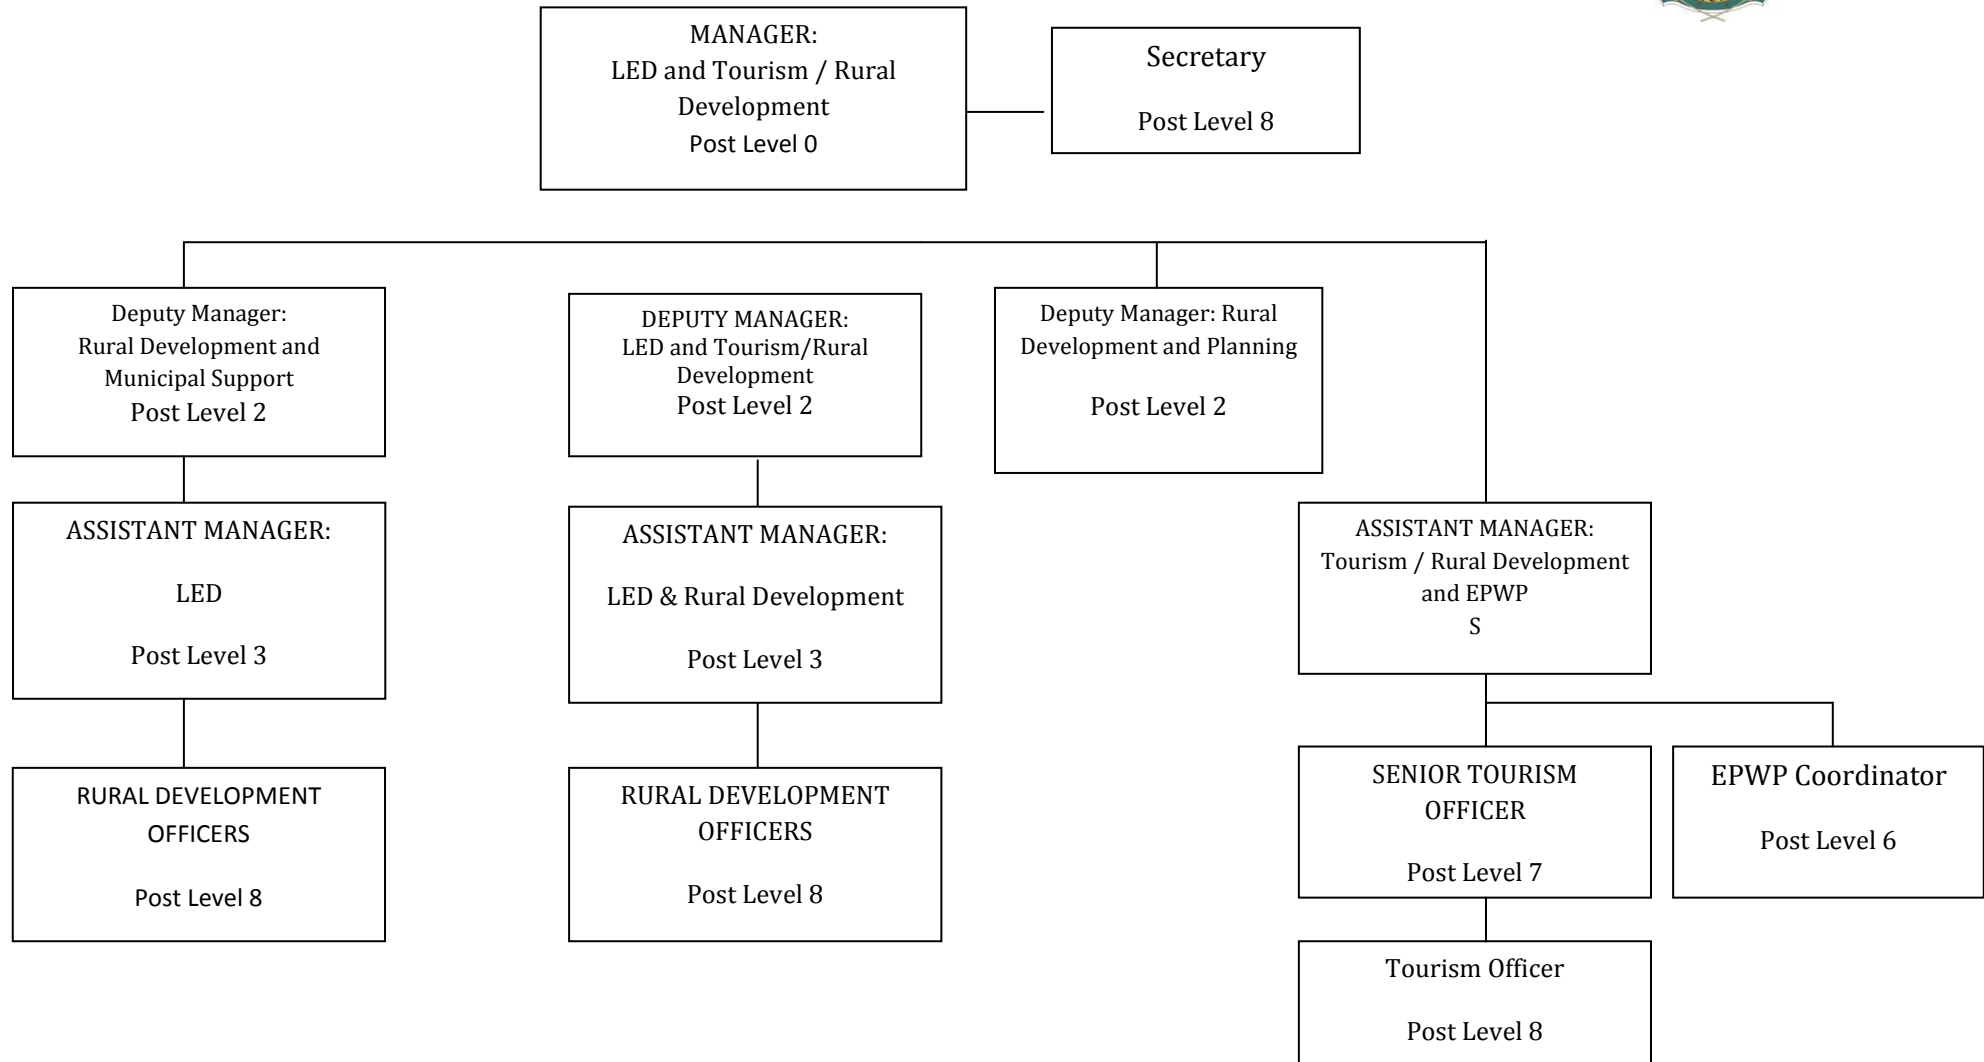 MANAGER:
LED and Tourism / Rural
Development
Post Level 0
Secretary
Post Level 8
Deputy Manager:
Rural Development and
Municipal Support
Post Level 2
DEPUTY MANAGER:
LED and Tourism/Rural
Development
Post Level 2
Deputy Manager: Rural
Development and Planning
Post Level 2
ASSISTANT MANAGER:
LED
Post Level 3
ASSISTANT MANAGER:
LED & Rural Development
Post Level 3
ASSISTANT MANAGER:
Tourism / Rural Development
and EPWP
S
RURAL DEVELOPMENT
OFFICERS
Post Level 8
RURAL DEVELOPMENT
OFFICERS
Post Level 8
SENIOR TOURISM
OFFICER
Post Level 7
EPWP Coordinator
Post Level 6
Tourism Officer
Post Level 8